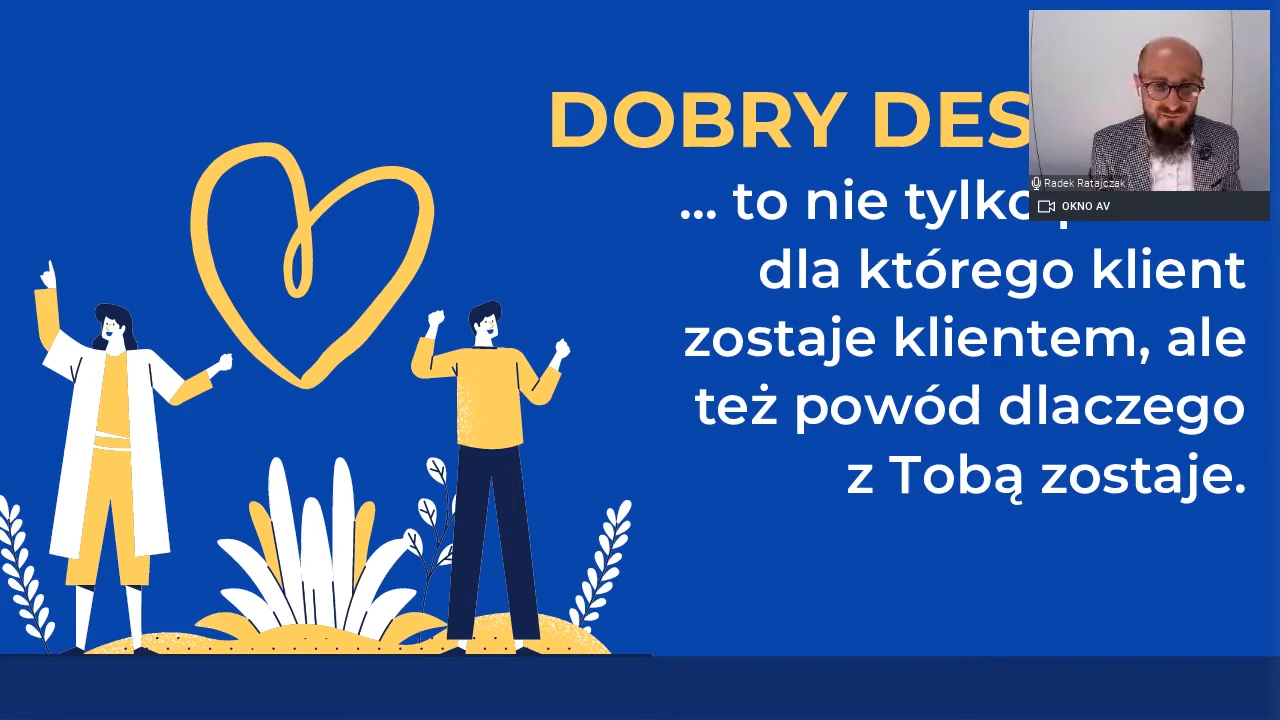 DOBRY DES
... to nie tylko
dla którego klient
zostaje klientem, ale
też powód dlaczego
z Tobą zostaje.
Radek Ratajczak
OKNO AV